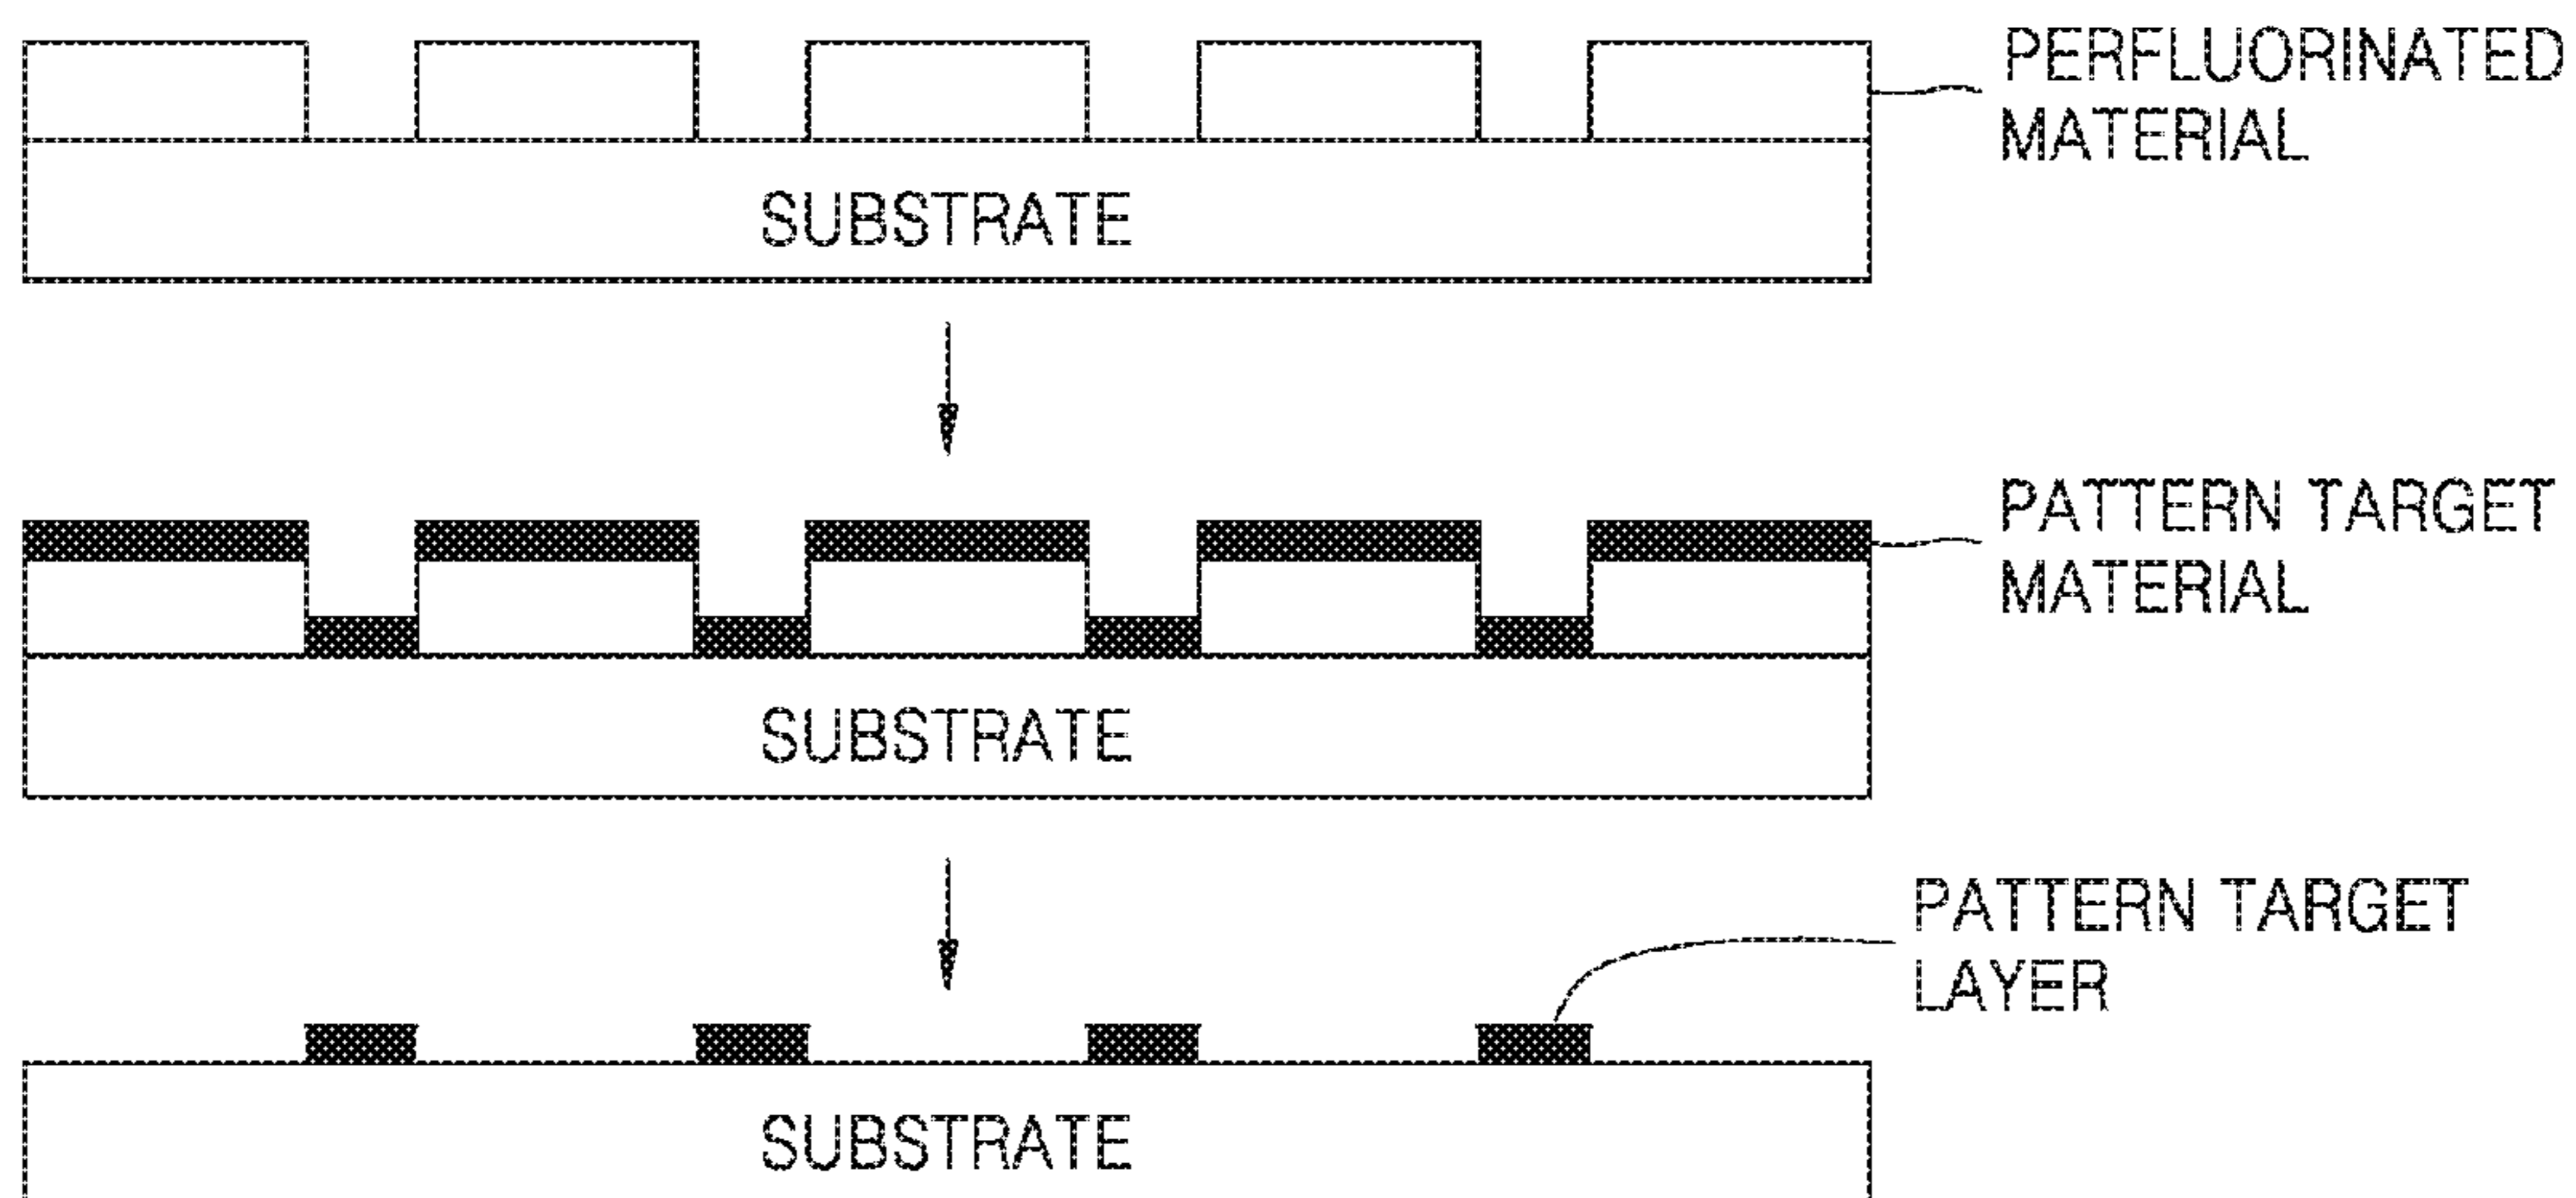 PERFLUORINATED
MATERIAL
SUBSTRATE
PATTERN TARGET
MATERIAL
SUBSTRATE
PATTERN TARGET
LAYER
SUBSTRATE